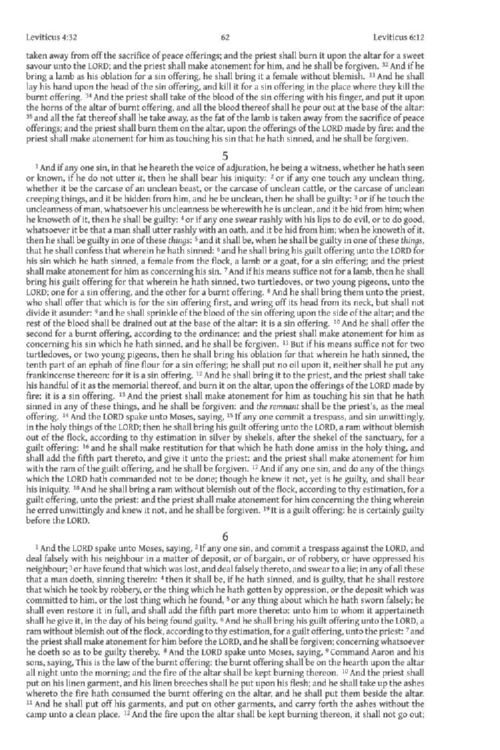 Leviticus 4:32 62 Leviticus 6:12
taken away from off the sacrifice of peace offerings; and the priest shall burn it upon the altar for a sweet
savour unto the LORD; and the priest shall make atonement for him, and he shall be forgiven. 32 And if he
bring a lamb as his oblation for a sin offering, he shall bring it a female without blemish. 33 And he shall
lay his hand upon the head of the sin offering, and kill it for a sin offering in the place where they kill the
burnt offering. 34 And the priest shall take of the blood of the sin offering with his finger, and put it upon
the horns of the altar of burnt offering, and all the blood thereof shall he pour out at the base of the altar:
35 and all the fat thereof shall he take away, as the fat of the lamb is taken away from the sacrifice of peace
offerings; and the priest shall burn them on the altar, upon the offerings of the LORD made by fire; and the
priest shall make atonement for him as touching his sin that he hath sinned, and he shall be forgiven.
5
1 And if any one sin, in that he heareth the voice of adjuration, he being a witness, whether he hath seen
or known, if he do not utter it, then he shall bear his iniquity: 2 or if any one touch any unclean thing,
whether it be the carcase of an unclean beast, or the carcase of unclean cattle, or the carcase of unclean
creeping things, and it be hidden from him, and he be unclean, then he shall be guilty: 3 or if he touch the
uncleanness of man, whatsoever his uncleanness be wherewith he is unclean, and it be hid from him; when
he knoweth of it, then he shall be guilty: 4 or if any one swear rashly with his lips to do evil, or to do good,
whatsoever it be that a man shall utter rashly with an oath, and it be hid from him; when he knoweth of it,
then he shall be guilty in one of these things: 5 and it shall be, when he shall be guilty in one of these things,
that he shall confess that wherein he hath sinned: 6 and he shall bring his guilt offering unto the LORD for
his sin which he hath sinned, a female from the flock, a lamb or a goat, for a sin offering; and the priest
shall make atonement for him as concerning his sin. 7 And if his means suffice not for a lamb, then he shall
bring his guilt offering for that wherein he hath sinned, two turtledoves, or two young pigeons, unto the
LORD; one for a sin offering, and the other for a burnt offering. 8 And he shall bring them unto the priest,
who shall offer that which is for the sin offering first, and wring off its head from its neck, but shall not
divide it asunder: 9 and he shall sprinkle of the blood of the sin offering upon the side of the altar; and the
rest of the blood shall be drained out at the base of the altar: it is a sin offering. 10 And he shall offer the
second for a burnt offering, according to the ordinance: and the priest shall make atonement for him as
concerning his sin which he hath sinned, and he shall be forgiven. 11 But if his means suffice not for two
turtledoves, or two young pigeons, then he shall bring his oblation for that wherein he hath sinned, the
tenth part of an ephah of fine flour for a sin offering; he shall put no oil upon it, neither shall he put any
frankincense thereon: for it is a sin offering. 12 And he shall bring it to the priest, and the priest shall take
his handful of it as the memorial thereof, and burn it on the altar, upon the offerings of the LORD made by
fire: it is a sin offering. 13 And the priest shall make atonement for him as touching his sin that he hath
sinned in any of these things, and he shall be forgiven: and the remnant shall be the priest's, as the meal
offering. 14 And the LORD spake unto Moses, saying, 15 If any one commit a trespass, and sin unwittingly,
in the holy things of the LORD; then he shall bring his guilt offering unto the LORD, a ram without blemish
out of the flock, according to thy estimation in silver by shekels, after the shekel of the sanctuary, for a
guilt offering: 16 and he shall make restitution for that which he hath done amiss in the holy thing, and
shall add the fifth part thereto, and give it unto the priest: and the priest shall make atonement for him
with the ram of the guilt offering, and he shall be forgiven. 17 And if any one sin, and do any of the things
which the LORD hath commanded not to be done; though he knew it not, yet is he guilty, and shall bear
his iniquity. 18 And he shall bring a ram without blemish out of the flock, according to thy estimation, for a
guilt offering, unto the priest: and the priest shall make atonement for him concerning the thing wherein
he erred unwittingly and knew it not, and he shall be forgiven. 19 It is a guilt offering: he is certainly guilty
before the LORD.
6
1 And the LORD spake unto Moses, saying, 2 If any one sin, and commit a trespass against the LORD, and
deal falsely with his neighbour in a matter of deposit, or of bargain, or of robbery, or have oppressed his
neighbour; 3 or have found that which was lost, and deal falsely therein, and swear to a lie; in any of all these
that a man doeth, sinning therein: 4 then it shall be, if he hath sinned, and is guilty, that he shall restore
that which he took by robbery, or the thing which he hath gotten by oppression, or the deposit which was
committed to him, or the lost thing which he found, 5 or any thing about which he hath sworn falsely; he
shall even restore it in full, and shall add the fifth part more thereto: unto him to whom it appertaineth
shall he give it, in the day of his being found guilty. 6 And he shall bring his guilt offering unto the LORD, a
ram without blemish out of the flock, according to thy estimation, for a guilt offering, unto the priest: 7 and
the priest shall make atonement for him before the LORD, and he shall be forgiven; concerning whatsoever
he doeth so as to be guilty thereby. 8 And the LORD spake unto Moses, saying, 9 Command Aaron and his
sons, saying, This is the law of the burnt offering: the burnt offering shall be on the hearth upon the altar
all night unto the morning; and the fire of the altar shall be kept burning thereon. 10 And the priest shall
put on his linen garment, and his linen breeches shall he put upon his flesh; and he shall take up the ashes
whereto the fire hath consumed the burnt offering on the altar, and he shall put them beside the altar.
11 And he shall put off his garments, and put on other garments, and carry forth the ashes without the
camp unto a clean place. 12 And the fire upon the altar shall be kept burning thereon, it shall not go out;